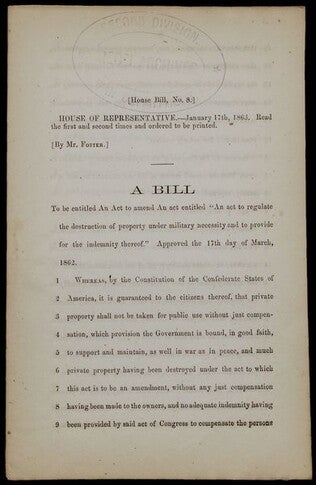 SECOND DIVISION
[House Bill, No. 8.]
HOUSE OF REPRESENTATIVE.—January 17th, 1863. Read
the first and second times and ordered to be printed.
[By Mr. FOSTER.]
A BILL
To be entitled An Act to amend An act entitled "An act to regulate
the destruction of property under military necessity and to provide
for the indemnity thereof." Approved the 17th day of March,
1862.
1 WHEREAS, by the Constitution of the Confederate States of
2 America, it is guaranteed to the citizens thereof, that private
3 property shall not be taken for public use without just compen-
4 sation, which provision the Government is bound, in good faith,
5 to support and maintain, as well in war as in peace, and much
6 private property having been destroyed under the act to which
7 this act is to be an amendment, without any just compensation
8 having been made to the owners, and no adequate indemnity having
9 been provided by said act of Congress to compensate the persons